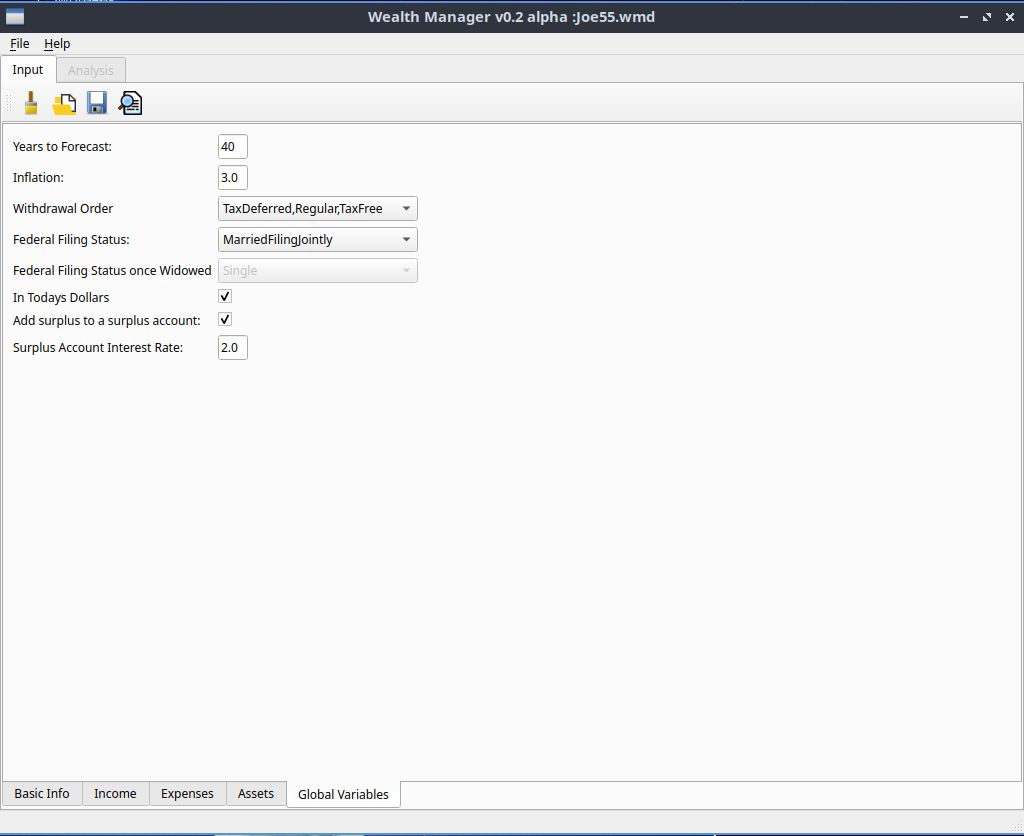 Wealth Manager v0.2 alpha :Joe55.wmd
File Help
Input Analysis
Years to Forecast: 40
Inflation: 3.0
Withdrawal Order TaxDeferred,Regular,TaxFree
Federal Filing Status: MarriedFilingJointly
Federal Filing Status once Widowed Single
In Todays Dollars
Add surplus to a surplus account:
Surplus Account Interest Rate: 2.0
Basic Info Income Expenses Assets Global Variables